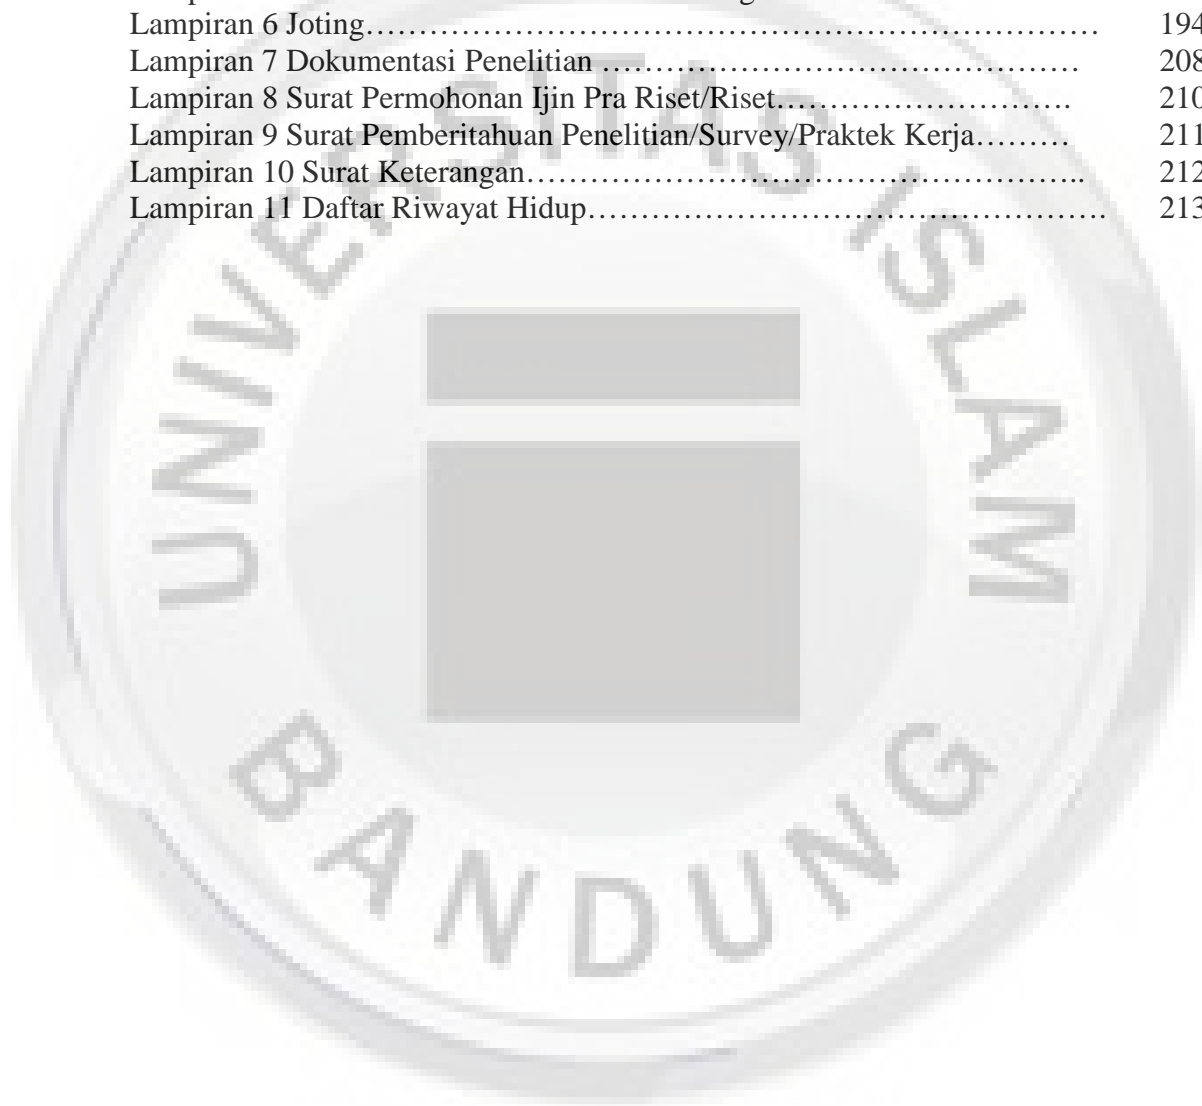 Lampiran 6 Joting…………………………………………………………… 194
Lampiran 7 Dokumentasi Penelitian……………………………………… 208
Lampiran 8 Surat Permohonan Ijin Pra Riset/Riset………………………. 210
Lampiran 9 Surat Pemberitahuan Penelitian/Survey/Praktek Kerja……… 211
Lampiran 10 Surat Keterangan…………………………………………….. 212
Lampiran 11 Daftar Riwayat Hidup………………………………………. 213
UNIVERSITAS ISLAM
BANDUNG